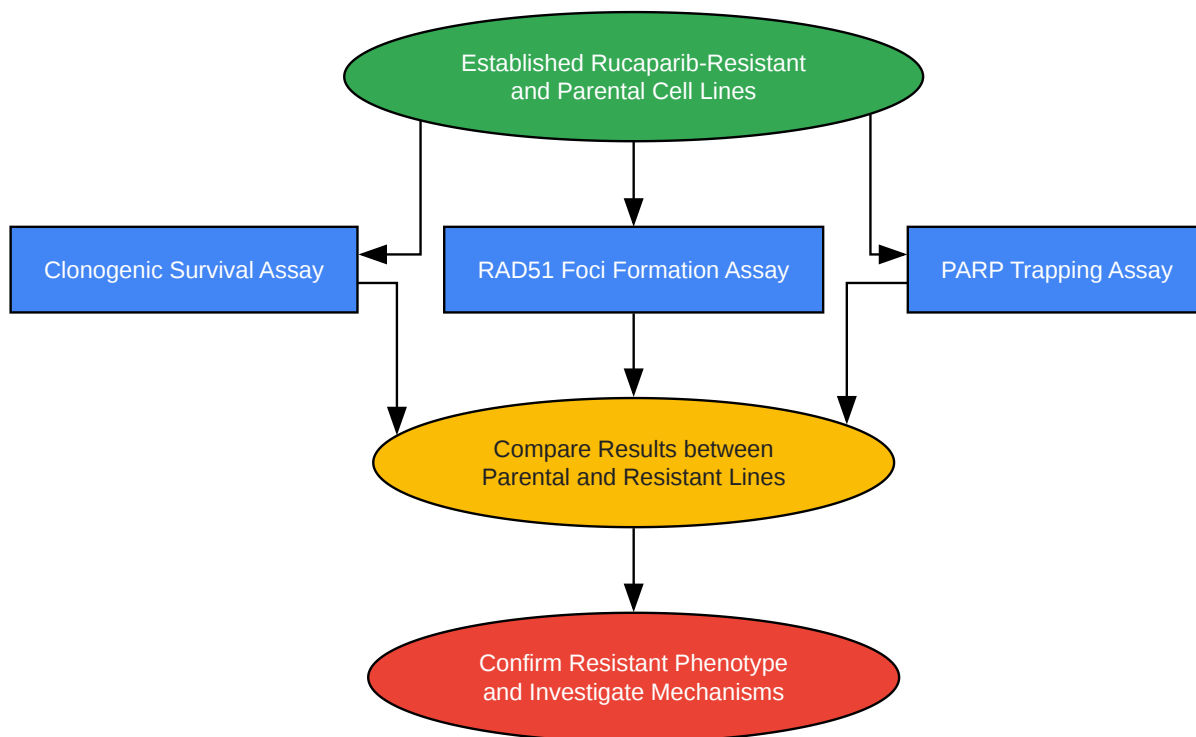 Established Rucaparib-Resistant
and Parental Cell Lines
Clonogenic Survival Assay
RAD51 Foci Formation Assay
PARP Trapping Assay
Compare Results between
Parental and Resistant Lines
Confirm Resistant Phenotype
and Investigate Mechanisms